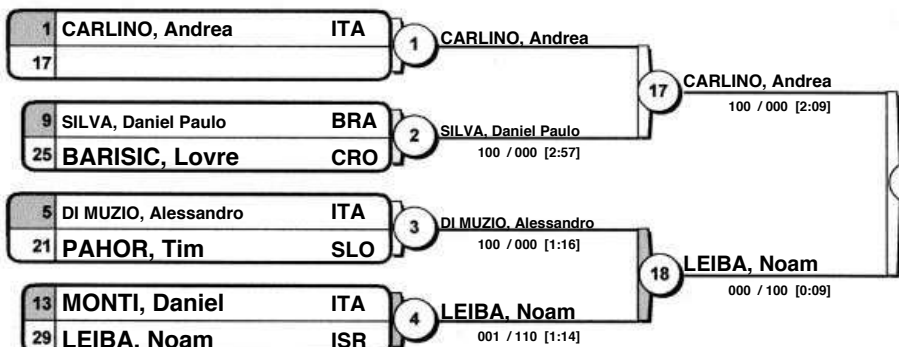 1 CARLINO, Andrea ITA
17
1 CARLINO, Andrea
17 CARLINO, Andrea
100 / 000 [2:09]
9 SILVA, Daniel Paulo BRA
25 BARISIC, Lovre CRO
2 SILVA, Daniel Paulo
100 / 000 [2:57]
5 DI MUZIO, Alessandro ITA
21 PAHOR, Tim SLO
3 DI MUZIO, Alessandro
100 / 000 [1:16]
18 LEIBA, Noam
000 / 100 [0:09]
13 MONTI, Daniel ITA
29 LEIBA, Noam ISR
4 LEIBA, Noam
001 / 110 [1:14]